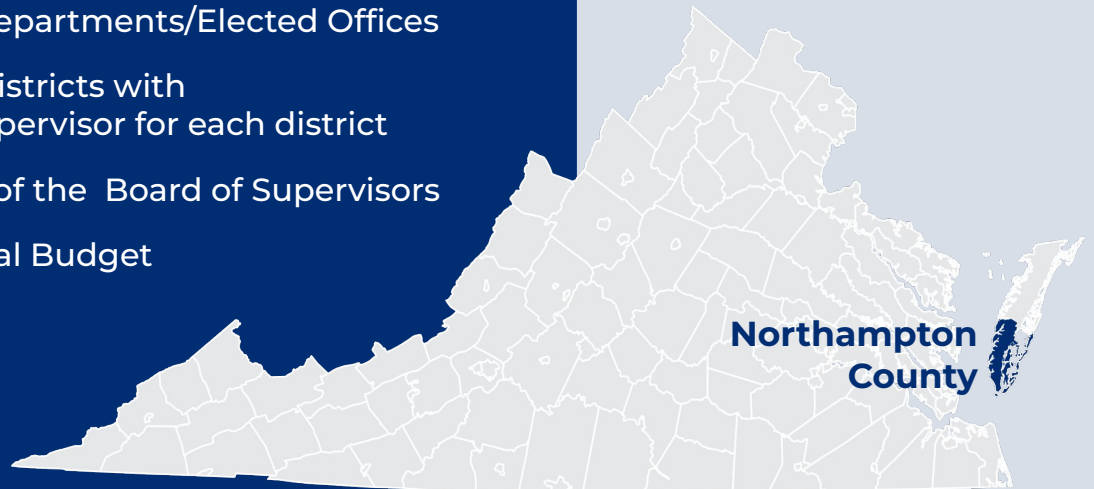 epartments/Elected Offices
istricts with
pervisor for each district
of the Board of Supervisors
al Budget
Northampton
County